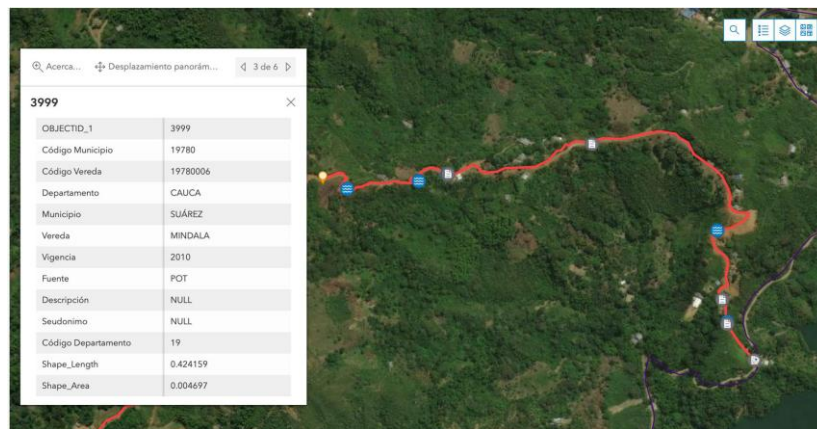 Acerca... Desplazamiento panorám... 3 de 6
3999
OBJECTID_1 3999
Código Municipio 19780
Código Vereda 19780006
Departamento CAUCA
Municipio SUÁREZ
Vereda MINDALA
Vigencia 2010
Fuente POT
Descripción NULL
Seudonimo NULL
Código Departamento 19
Shape_Length 0.424159
Shape_Area 0.004697